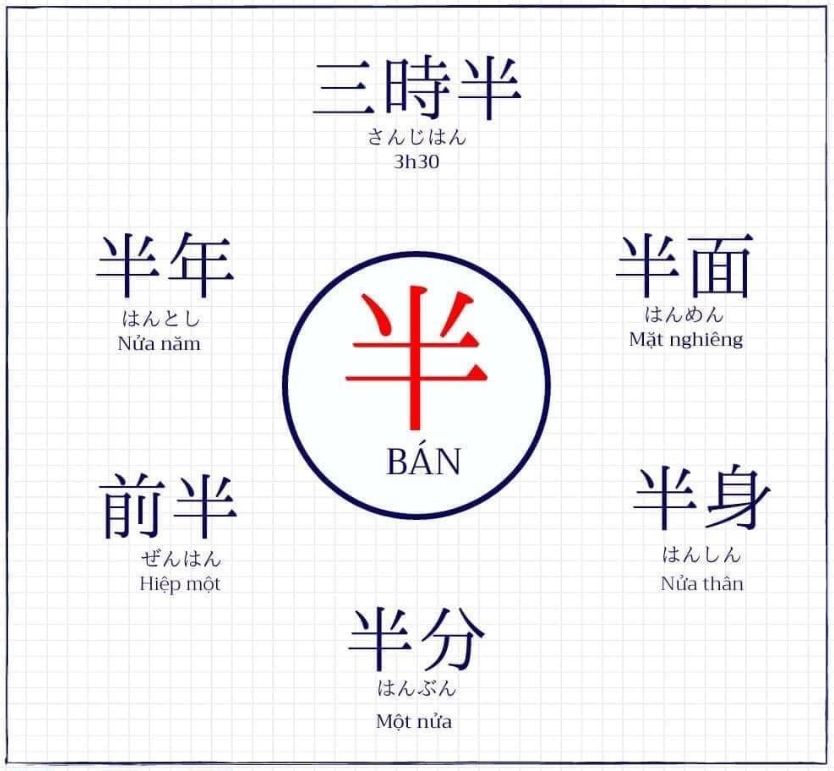 三時半
さんじはん
3h30
半年
はんとし
Nửa năm
半面
はんめん
Mặt nghiêng
半
BÁN
前半
ぜんはん
Hiệp một
半身
はんしん
Nửa thân
半分
はんぶん
Một nửa